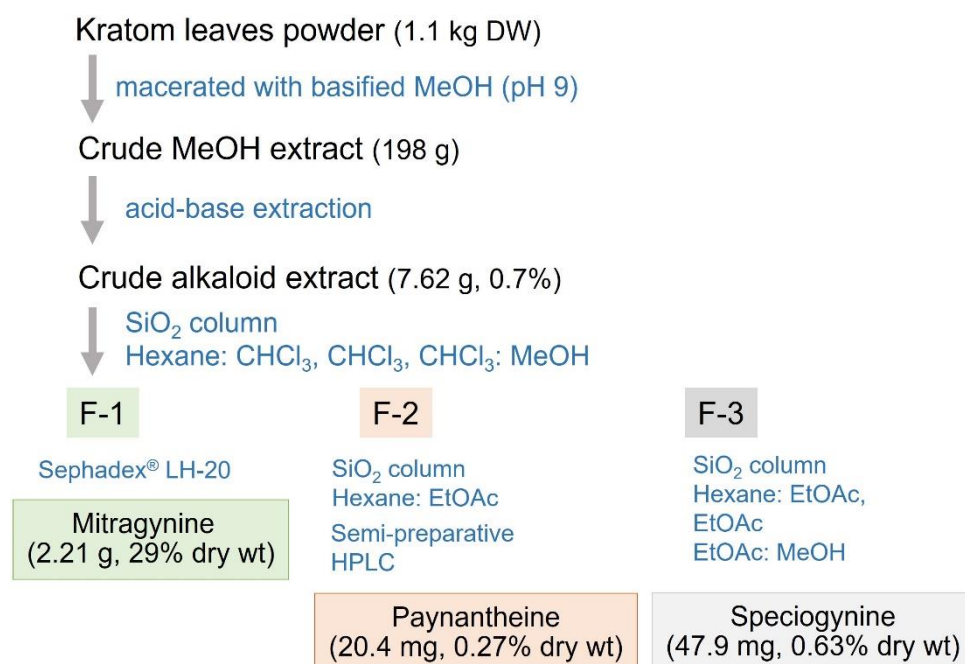 Kratom leaves powder (1.1 kg DW)
macerated with basified MeOH (pH 9)
Crude MeOH extract (198 g)
acid-base extraction
Crude alkaloid extract (7.62 g, 0.7%)
SiO₂ column
Hexane: CHCl₃, CHCl₃, CHCl₃: MeOH
F-1
Sephadex® LH-20
Mitragynine
(2.21 g, 29% dry wt)
F-2
SiO₂ column
Hexane: EtOAc
Semi-preparative
HPLC
Paynantheine
(20.4 mg, 0.27% dry wt)
F-3
SiO₂ column
Hexane: EtOAc,
EtOAc
EtOAc: MeOH
Speciogynine
(47.9 mg, 0.63% dry wt)